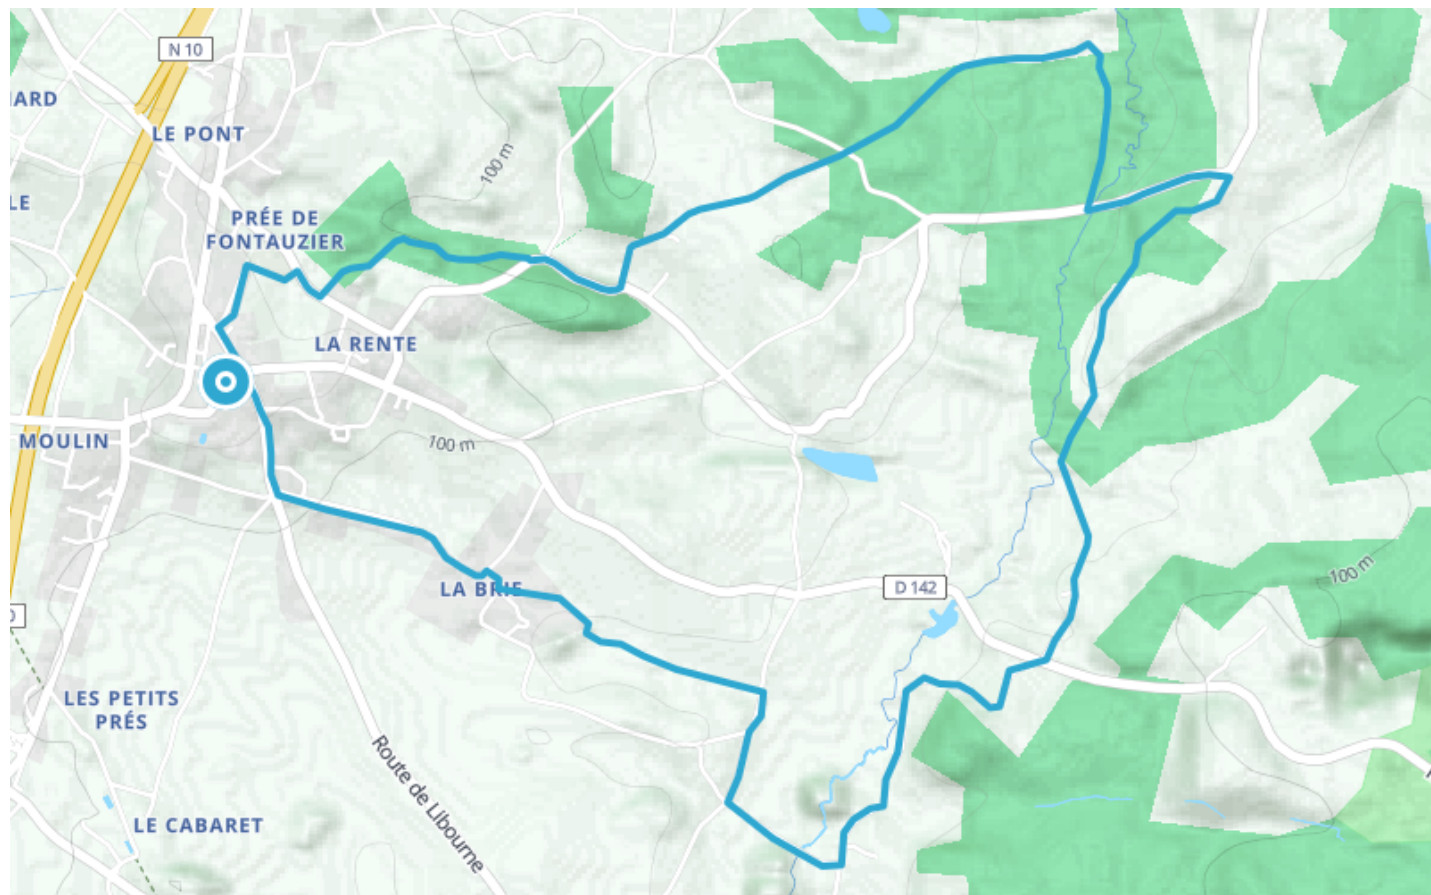 N 10
IARD
LE PONT
100 m
LE
PRÉE DE
FONTAUZIER
LA RENTE
MOULIN
100 m
D 142
100 m
LA BRIE
LES PETITS
PRÉS
Route de Libourne
LE CABARET